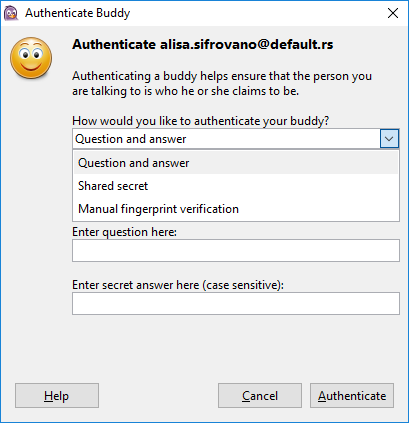 Authenticate Buddy
Authenticate alisa.sifrovano@default.rs
Authenticating a buddy helps ensure that the person you
are talking to is who he or she claims to be.
How would you like to authenticate your buddy?
Question and answer
Question and answer
Shared secret
Manual fingerprint verification
Enter question here:
Enter secret answer here (case sensitive):
Help
Cancel
Authenticate